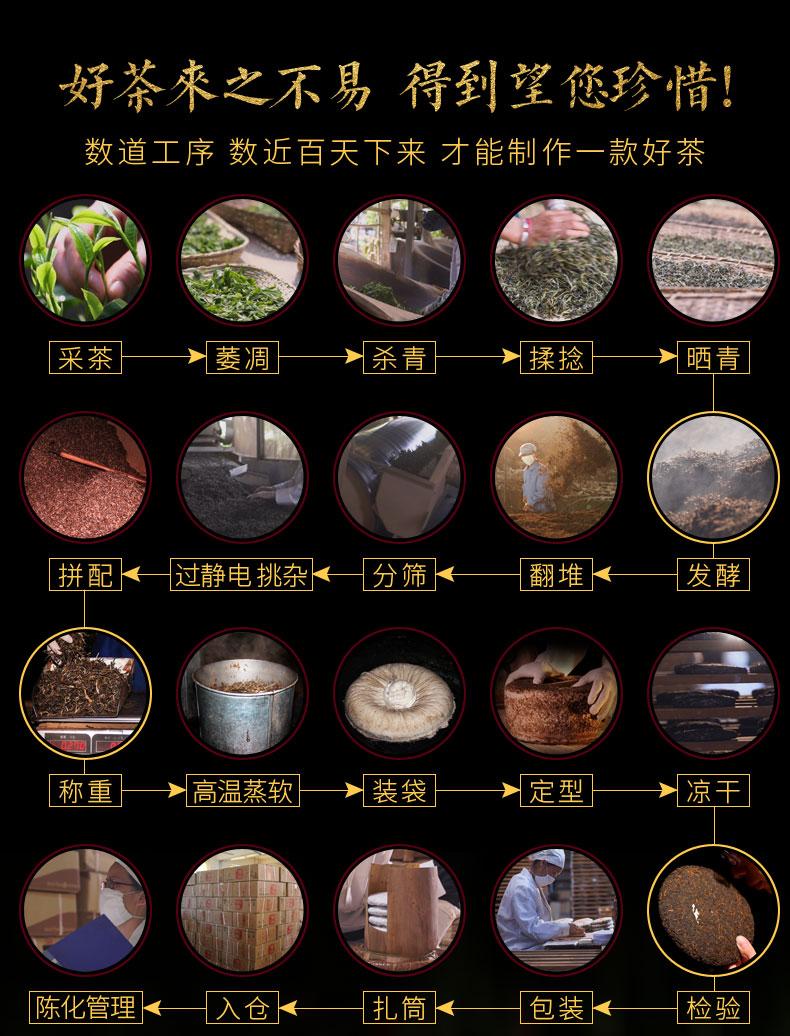 好茶來之不易 得到望您珍惜!
数道工序 数近百天下来 才能制作一款好茶
采茶 萎凋 杀青 揉捻 晒青
拼配 过静电 挑杂 分筛 翻堆 发酵
称重 高温蒸软 装袋 定型 凉干
陈化管理 入仓 扎筒 包装 检验